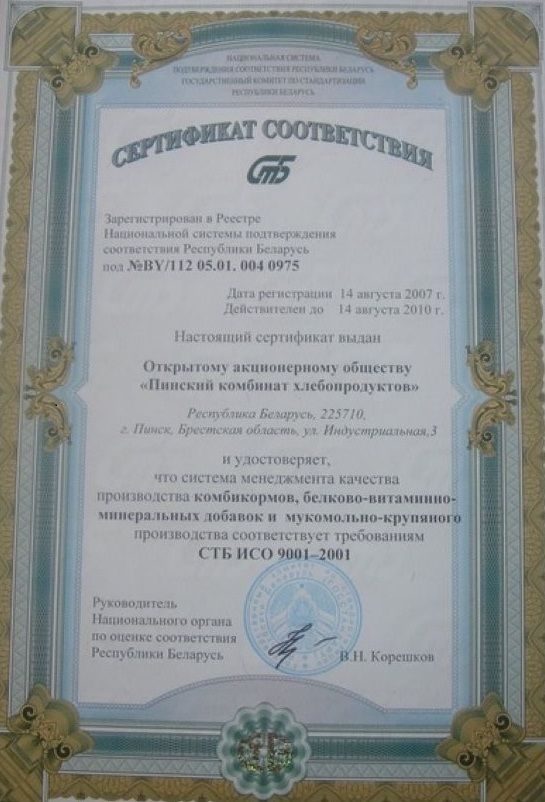 НАЦИОНАЛЬНАЯ СИСТЕМА
ПОДТВЕРЖДЕНИЯ СООТВЕТСТВИЯ РЕСПУБЛИКИ БЕЛАРУСЬ
ГОСУДАРСТВЕННЫЙ КОМИТЕТ ПО СТАНДАРТИЗАЦИИ
РЕСПУБЛИКИ БЕЛАРУСЬ
СЕРТИФИКАТ СООТВЕТСТВИЯ
СТБ
Зарегистрирован в Реестре
Национальной системы подтверждения
соответствия Республики Беларусь
под №BY/112 05.01. 004 0975
Дата регистрации 14 августа 2007 г.
Действителен до 14 августа 2010 г.
Настоящий сертификат выдан
Открытому акционерному обществу
«Пинский комбинат хлебопродуктов»
Республика Беларусь, 225710,
г. Пинск, Брестская область, ул. Индустриальная,3
и удостоверяет,
что система менеджмента качества
производства комбикормов, белково-витаминно-
минеральных добавок и мукомольно-крупяного
производства соответствует требованиям
СТБ ИСО 9001–2001
Руководитель
Национального органа
по оценке соответствия
Республики Беларусь
В.Н. Корешков